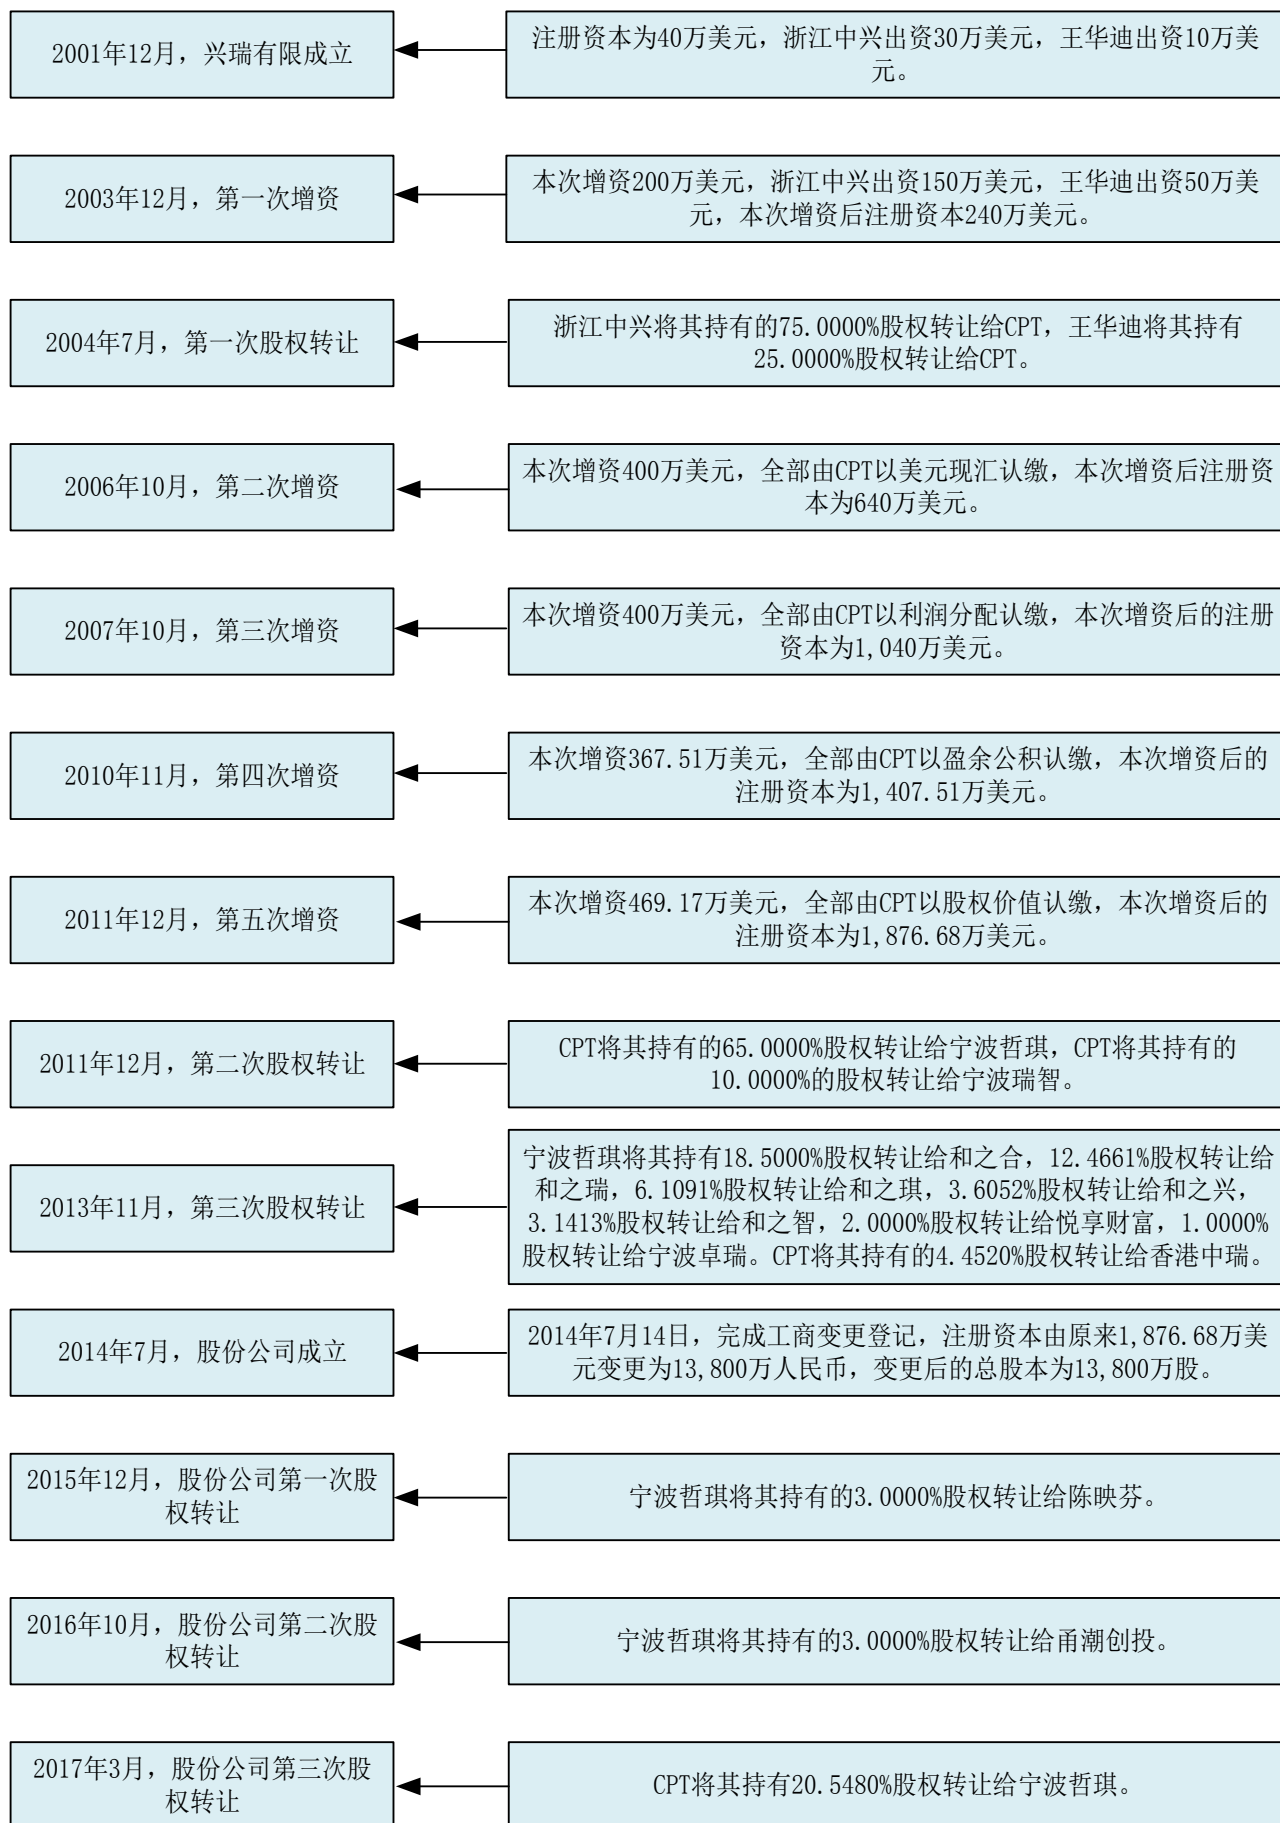 2001年12月，兴瑞有限成立
注册资本为40万美元，浙江中兴出资30万美元，王华迪出资10万美
元。
2003年12月，第一次增资
本次增资200万美元，浙江中兴出资150万美元，王华迪出资50万美
元，本次增资后注册资本240万美元。
2004年7月，第一次股权转让
浙江中兴将其持有的75.0000%股权转让给CPT，王华迪将其持有
25.0000%股权转让给CPT。
2006年10月，第二次增资
本次增资400万美元，全部由CPT以美元现汇认缴，本次增资后注册资
本为640万美元。
2007年10月，第三次增资
本次增资400万美元，全部由CPT以利润分配认缴，本次增资后的注册
资本为1,040万美元。
2010年11月，第四次增资
本次增资367.51万美元，全部由CPT以盈余公积认缴，本次增资后的
注册资本为1,407.51万美元。
2011年12月，第五次增资
本次增资469.17万美元，全部由CPT以股权价值认缴，本次增资后的
注册资本为1,876.68万美元。
2011年12月，第二次股权转让
CPT将其持有的65.0000%股权转让给宁波哲琪，CPT将其持有的
10.0000%的股权转让给宁波瑞智。
2013年11月，第三次股权转让
宁波哲琪将其持有18.5000%股权转让给和之合，12.4661%股权转让给
和之瑞，6.1091%股权转让给和之琪，3.6052%股权转让给和之兴，
3.1413%股权转让给和之智，2.0000%股权转让给悦享财富，1.0000%
股权转让给宁波卓瑞。CPT将其持有的4.4520%股权转让给香港中瑞。
2014年7月，股份公司成立
2014年7月14日，完成工商变更登记，注册资本由原来1,876.68万美
元变更为13,800万人民币，变更后的总股本为13,800万股。
2015年12月，股份公司第一次股
权转让
宁波哲琪将其持有的3.0000%股权转让给陈映芬。
2016年10月，股份公司第二次股
权转让
宁波哲琪将其持有的3.0000%股权转让给甬潮创投。
2017年3月，股份公司第三次股
权转让
CPT将其持有20.5480%股权转让给宁波哲琪。